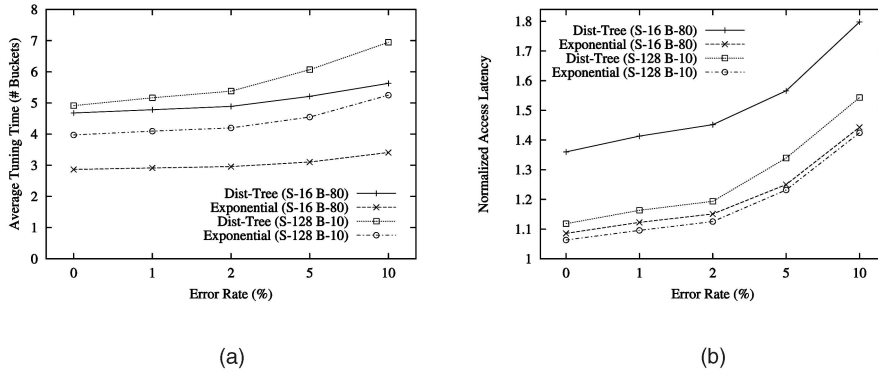 8
7
6
5
4
3
2
1
0
Average Tuning Time (# Buckets)
Dist-Tree (S-16 B-80)
Exponential (S-16 B-80)
Dist-Tree (S-128 B-10)
Exponential (S-128 B-10)
0 1 2 5 10
Error Rate (%)
(a)
1.8
1.7
1.6
1.5
1.4
1.3
1.2
1.1
1
Normalized Access Latency
Dist-Tree (S-16 B-80)
Exponential (S-16 B-80)
Dist-Tree (S-128 B-10)
Exponential (S-128 B-10)
0 1 2 5 10
Error Rate (%)
(b)